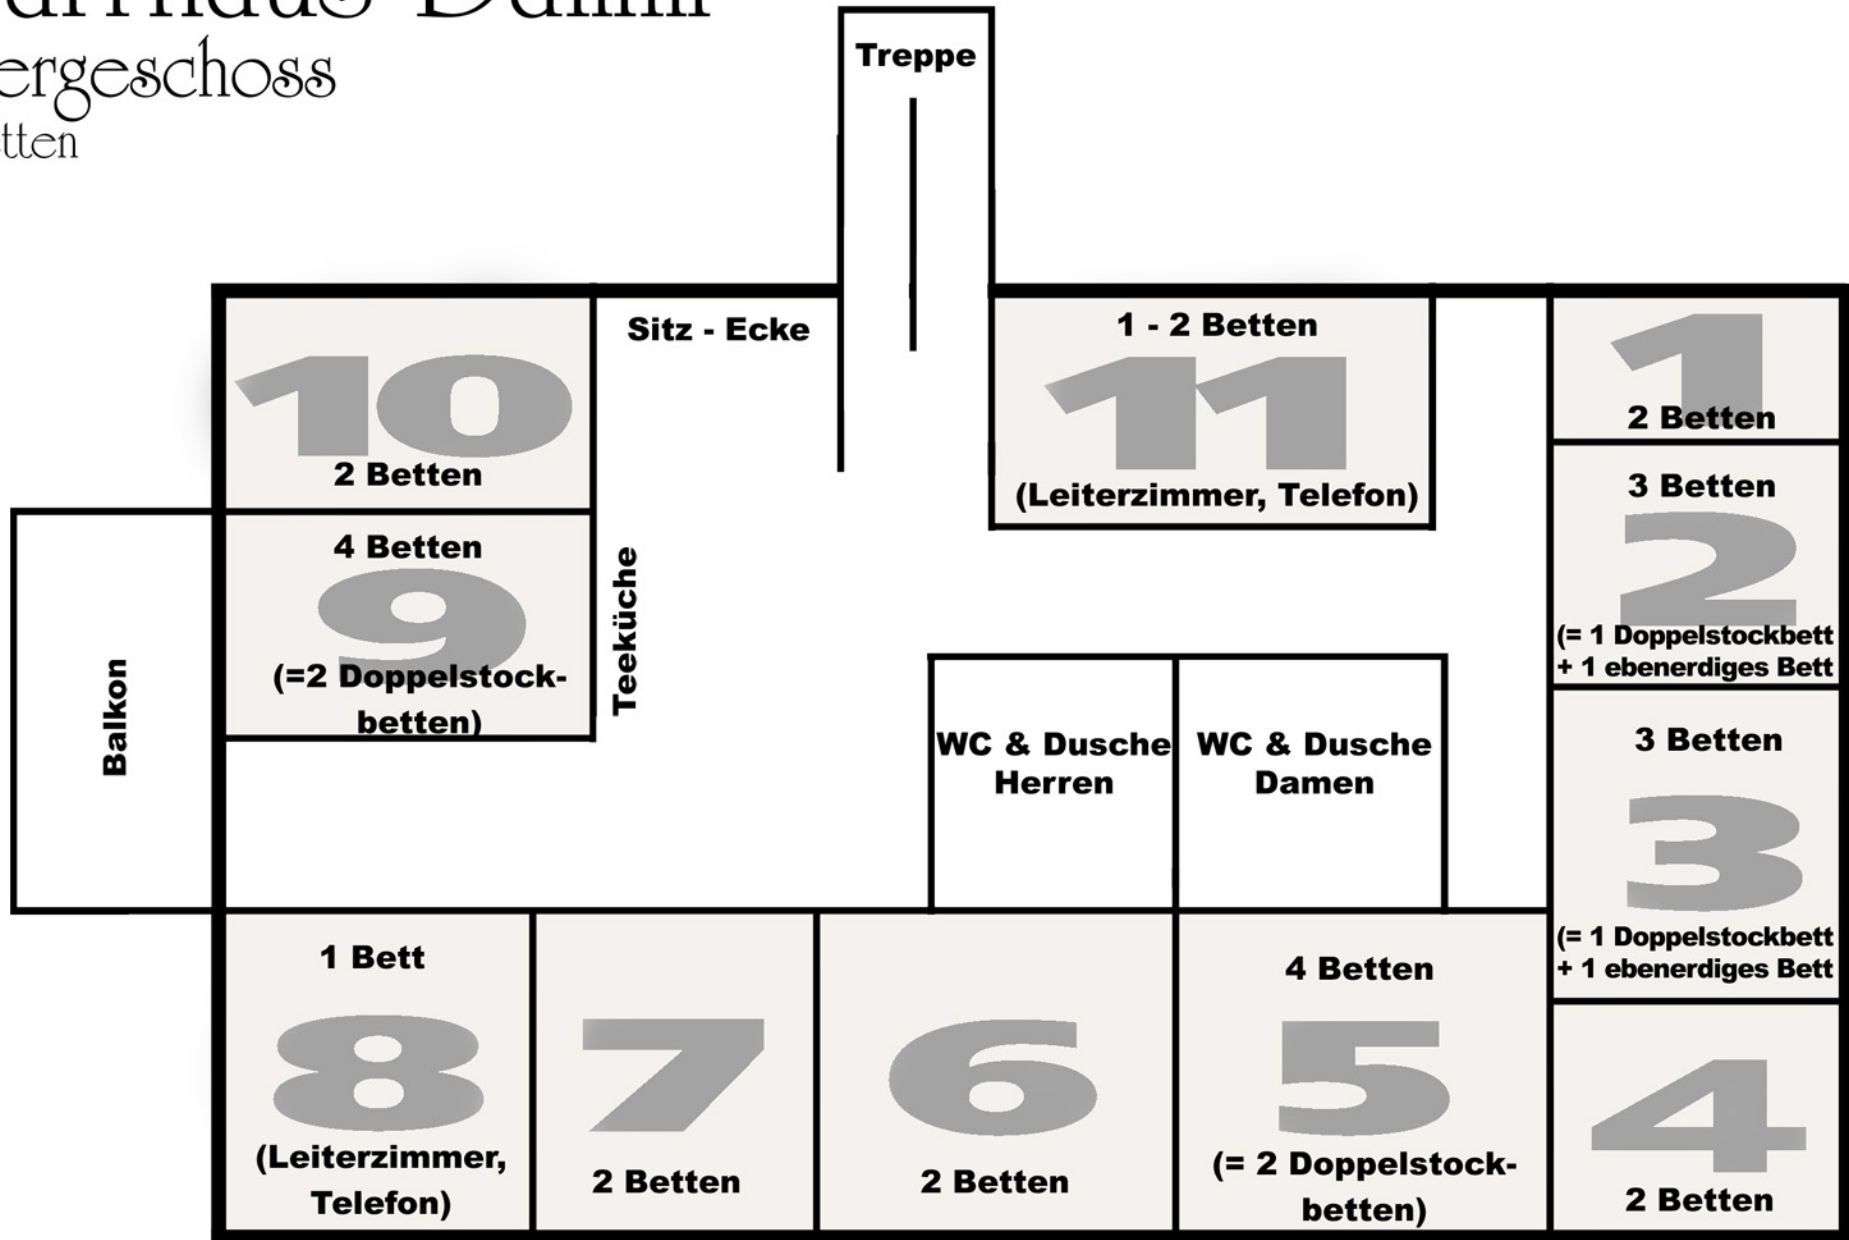 ergeschoss
etten
Treppe
10
2 Betten
Sitz - Ecke
1 - 2 Betten
11
(Leiterzimmer, Telefon)
1
2 Betten
3 Betten
2
(= 1 Doppelstockbett
+ 1 ebenerdiges Bett
4 Betten
9
(=2 Doppelstock-
betten)
Teeküche
Balkon
WC & Dusche
Herren
WC & Dusche
Damen
3 Betten
3
(= 1 Doppelstockbett
+ 1 ebenerdiges Bett
1 Bett
8
(Leiterzimmer,
Telefon)
7
2 Betten
6
2 Betten
4 Betten
5
(= 2 Doppelstock-
betten)
4
2 Betten